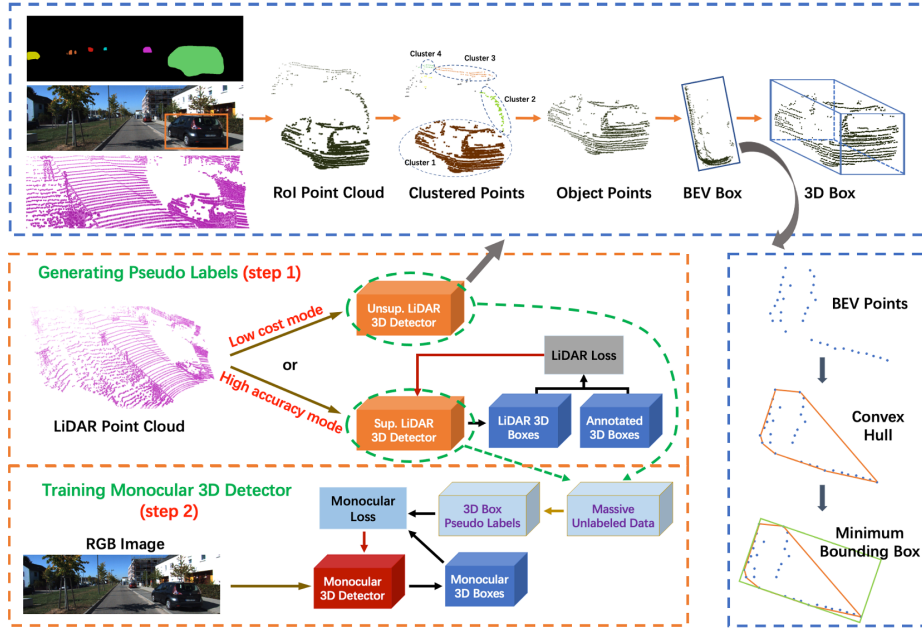 Cluster 4
Cluster 3
Cluster 2
Cluster 1
RoI Point Cloud
Clustered Points
Object Points
BEV Box
3D Box
Generating Pseudo Labels (step 1)
Low cost mode
or
High accuracy mode
LiDAR Point Cloud
Unsup. LiDAR
3D Detector
Sup. LiDAR
3D Detector
LiDAR Loss
LiDAR 3D
Boxes
Annotated
3D Boxes
Training Monocular 3D Detector
(step 2)
RGB Image
Monocular
Loss
3D Box
Pseudo Labels
Massive
Unlabeled Data
Monocular
3D Detector
Monocular
3D Boxes
BEV Points
Convex
Hull
Minimum
Bounding Box